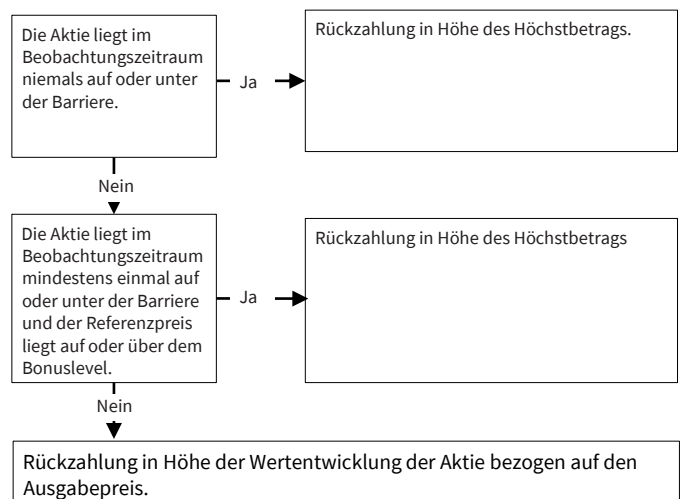 Die Aktie liegt im
Beobachtungszeitraum
niemals auf oder unter
der Barriere.
Ja
Rückzahlung in Höhe des Höchstbetrags.
Nein
Die Aktie liegt im
Beobachtungszeitraum
mindestens einmal auf
oder unter der Barriere
und der Referenzpreis
liegt auf oder über dem
Bonuslevel.
Ja
Rückzahlung in Höhe des Höchstbetrags
Nein
Rückzahlung in Höhe der Wertentwicklung der Aktie bezogen auf den
Ausgabepreis.